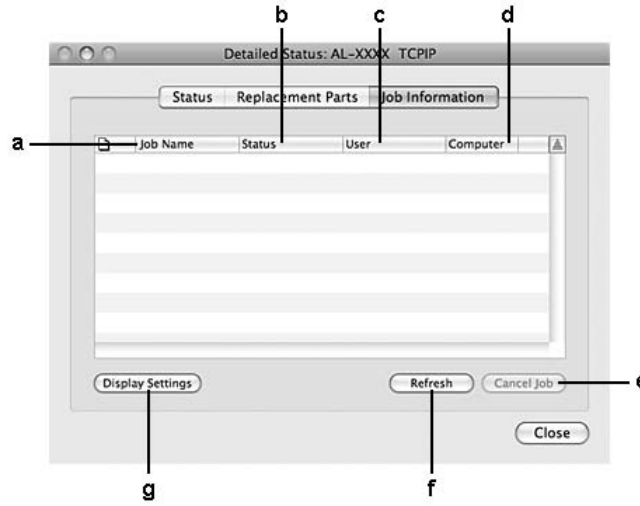 b c d
Detailed Status: AL-XXXX TCPIP
Status Replacement Parts Job Information
a Job Name Status User Computer
Display Settings Refresh Cancel Job e
Close
g f